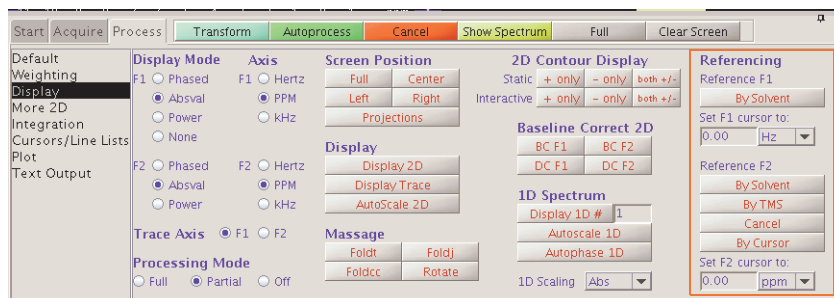 Start Acquire Process Transform Autoprocess Cancel Show Spectrum Full Clear Screen
Default
Weighting
Display
More 2D
Integration
Cursors/Line Lists
Plot
Text Output
Display Mode Axis
F1 Phased F1 Hertz
Absval PPM
Power kHz
None
F2 Phased F2 Hertz
Absval PPM
Power kHz
Trace Axis F1 F2
Processing Mode
Full Partial Off
Screen Position
Full Center
Left Right
Projections
Display
Display 2D
Display Trace
AutoScale 2D
Massage
Foldt Foldj
Foldcc Rotate
2D Contour Display
Static + only - only both +/-
Interactive + only - only both +/-
Baseline Correct 2D
BC F1 BC F2
DC F1 DC F2
1D Spectrum
Display 1D # 1
Autoscale 1D
Autophase 1D
1D Scaling Abs
Referencing
Reference F1
By Solvent
Set F1 cursor to:
0.00 Hz
Reference F2
By Solvent
By TMS
Cancel
By Cursor
Set F2 cursor to:
0.00 ppm